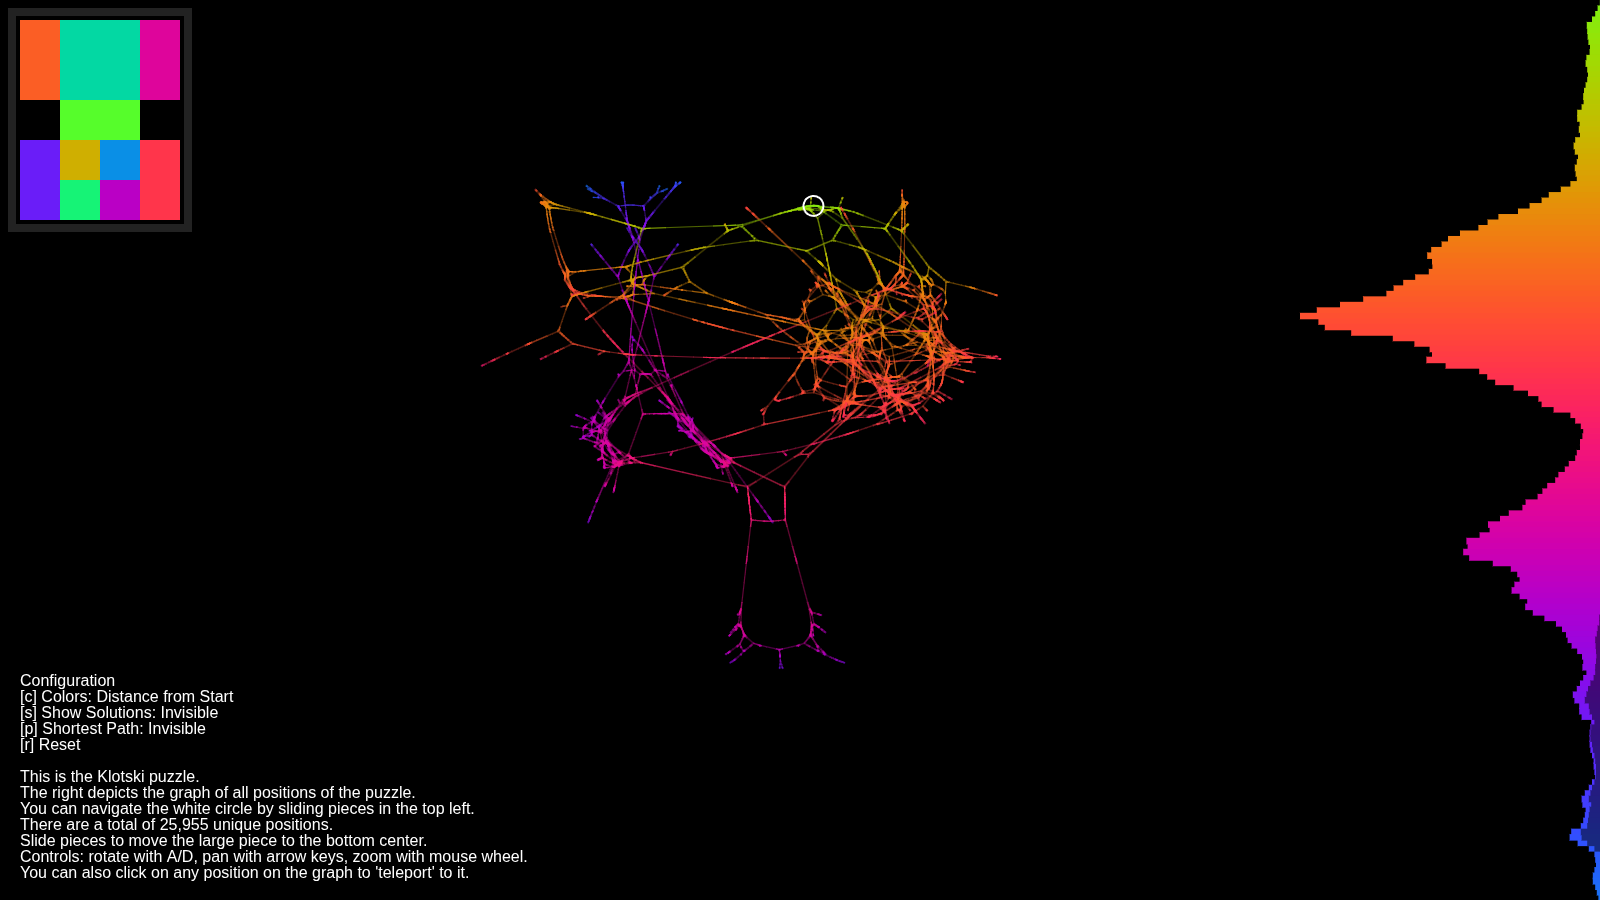 Configuration
[c] Colors: Distance from Start
[s] Show Solutions: Invisible
[p] Shortest Path: Invisible
[r] Reset
This is the Klotski puzzle.
The right depicts the graph of all positions of the puzzle.
You can navigate the white circle by sliding pieces in the top left.
There are a total of 25,955 unique positions.
Slide pieces to move the large piece to the bottom center.
Controls: rotate with A/D, pan with arrow keys, zoom with mouse wheel.
You can also click on any position on the graph to 'teleport' to it.